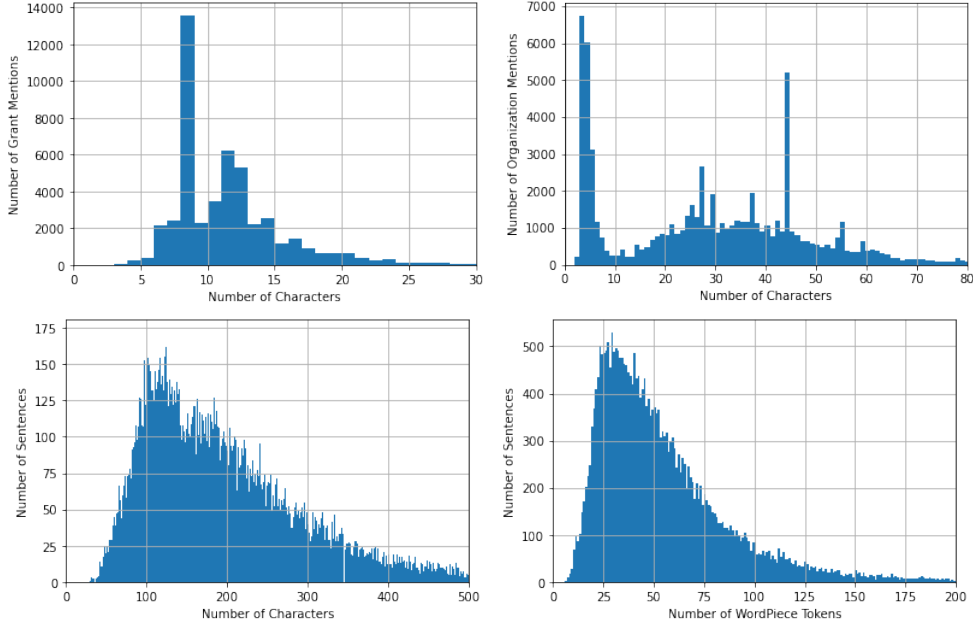 14000
12000
10000
8000
6000
4000
2000
0
Number of Grant Mentions
0 5 10 15 20 25 30
Number of Characters
7000
6000
5000
4000
3000
2000
1000
0
Number of Organization Mentions
0 10 20 30 40 50 60 70 80
Number of Characters
175
150
125
100
75
50
25
0
Number of Sentences
0 100 200 300 400 500
Number of Characters
500
400
300
200
100
0
Number of Sentences
0 25 50 75 100 125 150 175 200
Number of WordPiece Tokens